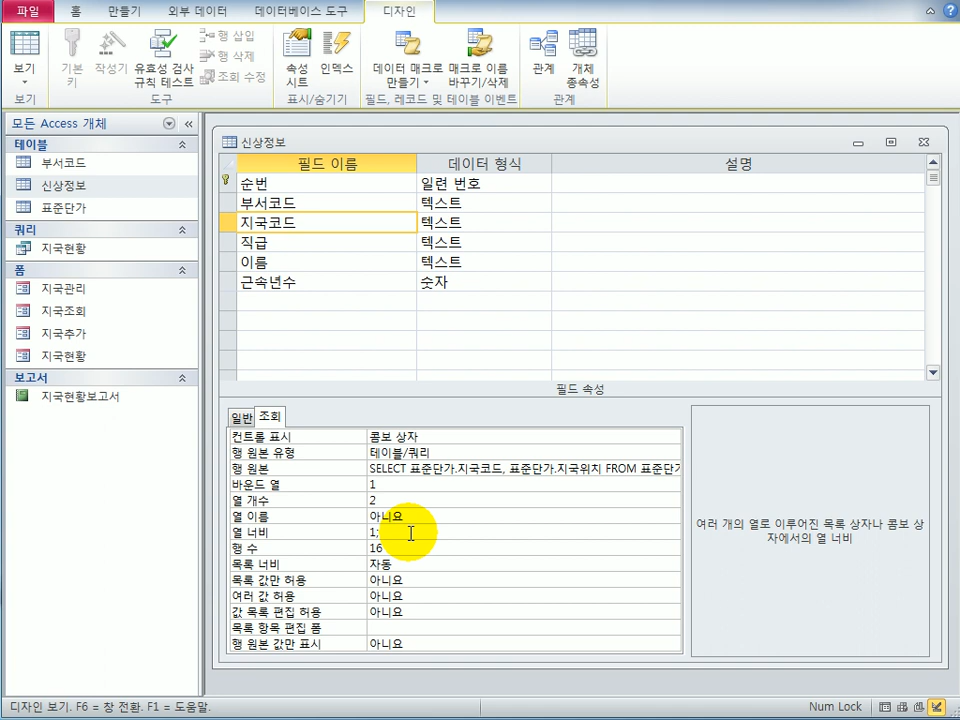 파일 홈 만들기 외부 데이터 데이터베이스 도구 디자인
보기
기본 키
작성기
유효성 검사 규칙 테스트
행 삽입
행 삭제
조회 수정
속성 시트
인덱스
데이터 매크로 만들기
매크로 이름 바꾸기/삭제
관계
개체 종속성
보기 도구 표시/숨기기 필드, 레코드 및 테이블 이벤트 관계
모든 Access 개체 «
테이블
부서코드
신상정보
표준단가
쿼리
지국현황
폼
지국관리
지국조회
지국추가
지국현황
보고서
지국현황보고서
신상정보
필드 이름 데이터 형식 설명
순번 일련 번호
부서코드 텍스트
지국코드 텍스트
직급 텍스트
이름 텍스트
근속년수 숫자
필드 속성
일반 조회
컨트롤 표시 콤보 상자
행 원본 유형 테이블/쿼리
행 원본 SELECT 표준단가.지국코드, 표준단가.지국위치 FROM 표준단가
바운드 열 1
열 개수 2
열 이름 아니요
열 너비 1;
행 수 16
목록 너비 자동
목록 값만 허용 아니요
여러 값 허용 아니요
값 목록 편집 허용 아니요
목록 항목 편집 폼
행 원본 값만 표시 아니요
여러 개의 열로 이루어진 목록 상자나 콤보 상
자에서의 열 너비
디자인 보기. F6 = 창 전환. F1 = 도움말. Num Lock